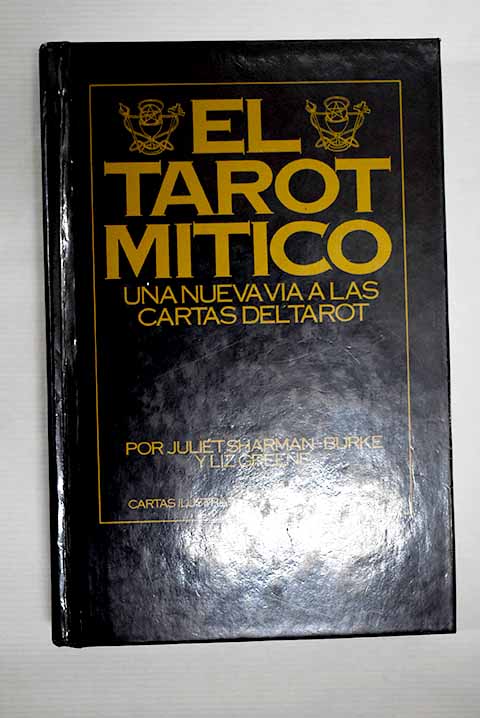 EL
TAROT
MITICO
UNA NUEVA VIA A LAS
CARTAS DEL TAROT
POR JULIET SHARMAN-BURKE
Y LIZ GREENE
CARTAS